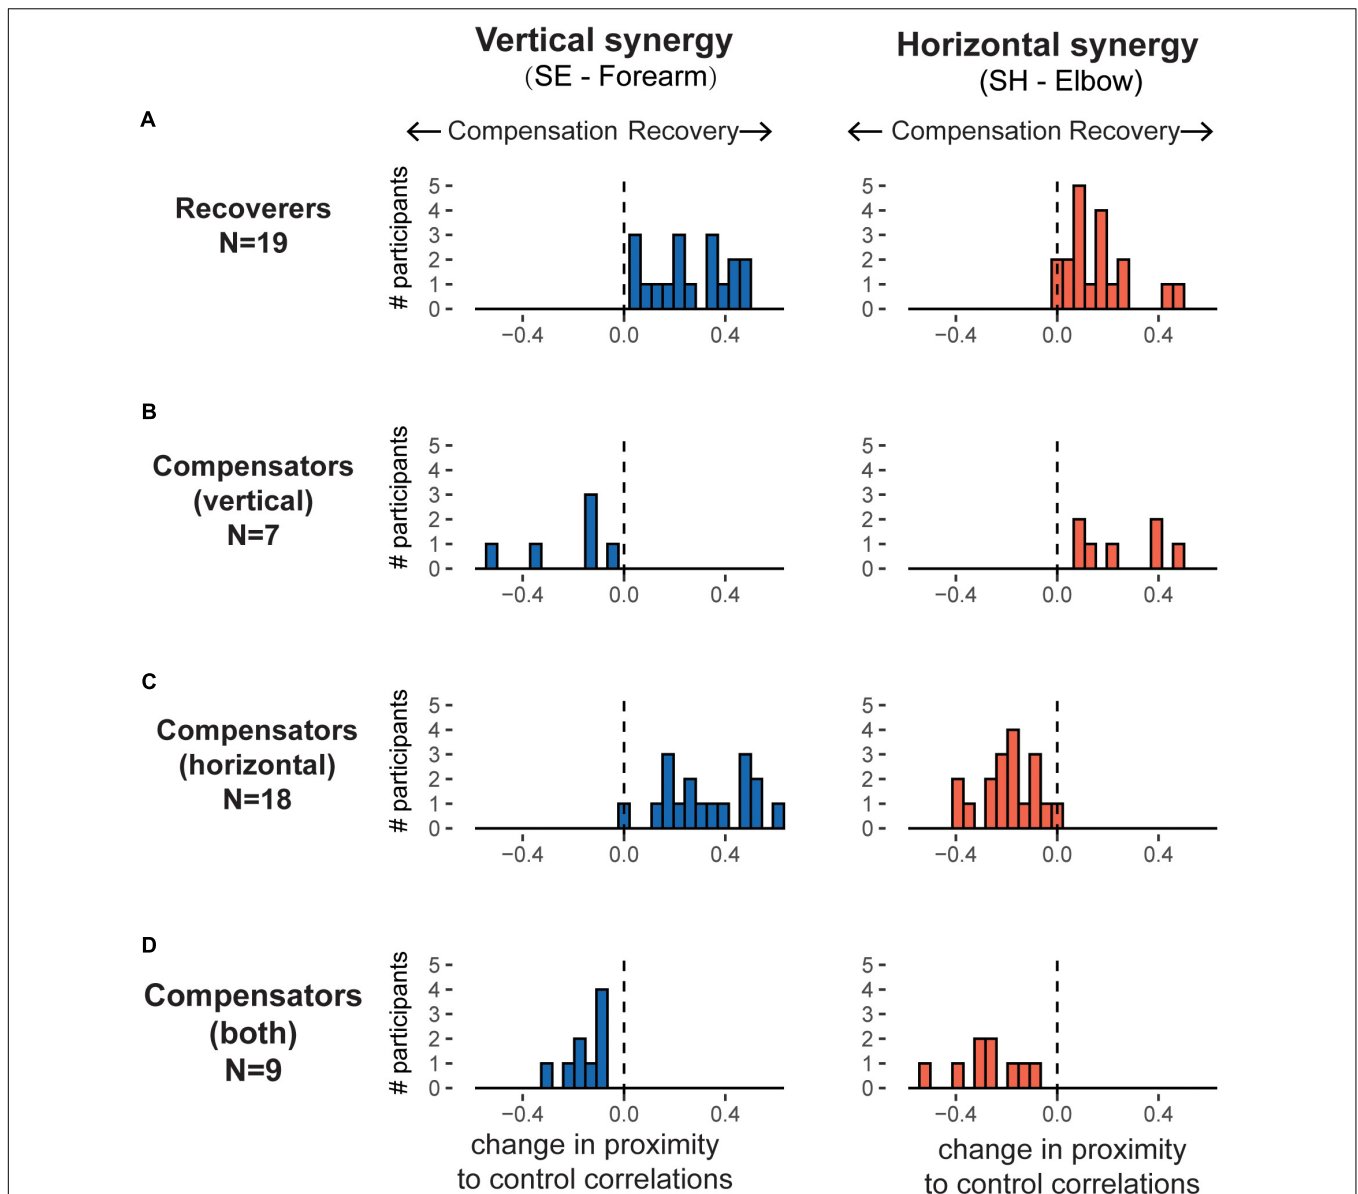 Vertical synergy
(SE - Forearm)
Horizontal synergy
(SH - Elbow)
A
← Compensation Recovery→
← Compensation Recovery→
Recoverers
N=19
# participants
5
4
3
2
1
0
−0.4 0.0 0.4
5
4
3
2
1
0
−0.4 0.0 0.4
B
Compensators
(vertical)
N=7
# participants
5
4
3
2
1
0
−0.4 0.0 0.4
5
4
3
2
1
0
−0.4 0.0 0.4
C
Compensators
(horizontal)
N=18
# participants
5
4
3
2
1
0
−0.4 0.0 0.4
5
4
3
2
1
0
−0.4 0.0 0.4
D
Compensators
(both)
N=9
# participants
5
4
3
2
1
0
−0.4 0.0 0.4
5
4
3
2
1
0
−0.4 0.0 0.4
change in proximity
to control correlations
change in proximity
to control correlations